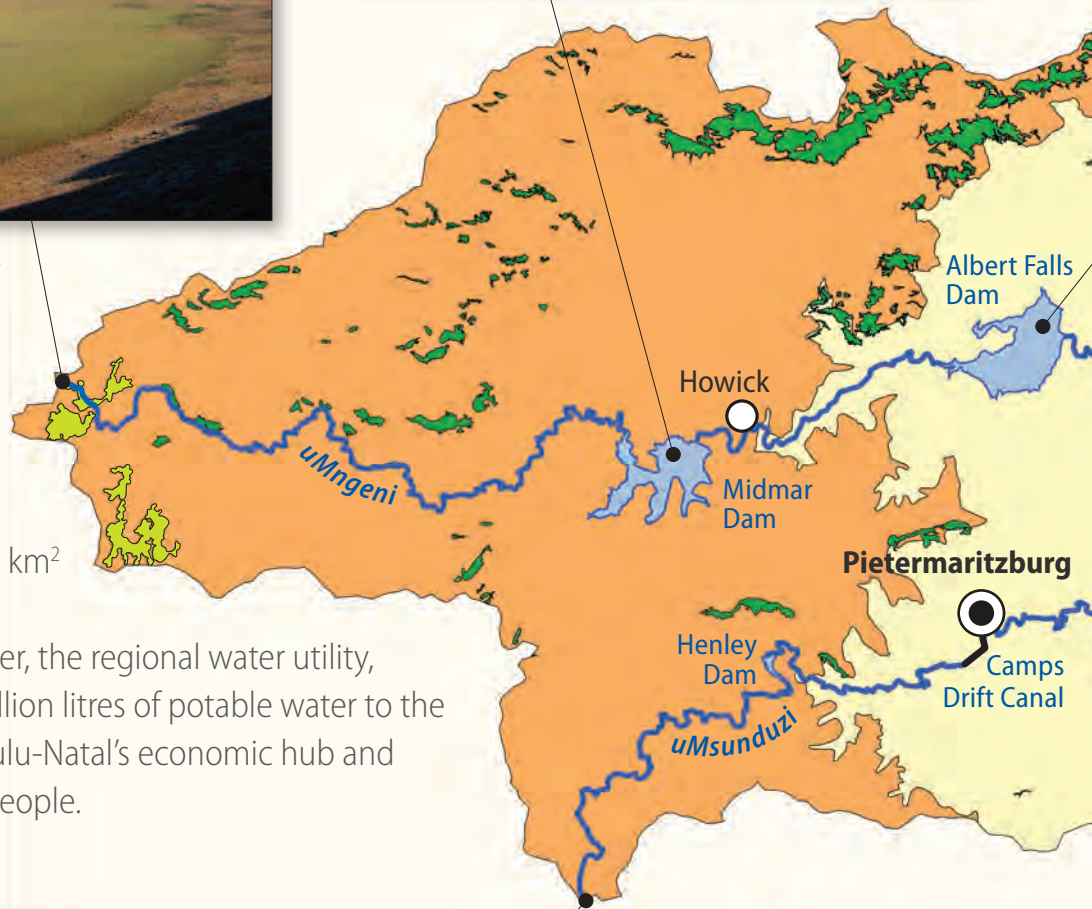 Albert Falls
Dam
Howick
uMngeni
Midmar
Dam
km²
Pietermaritzburg
er, the regional water utility,
llion litres of potable water to the
ulu-Natal’s economic hub and
eople.
Henley
Dam
Camps
Drift Canal
uMsunduzi